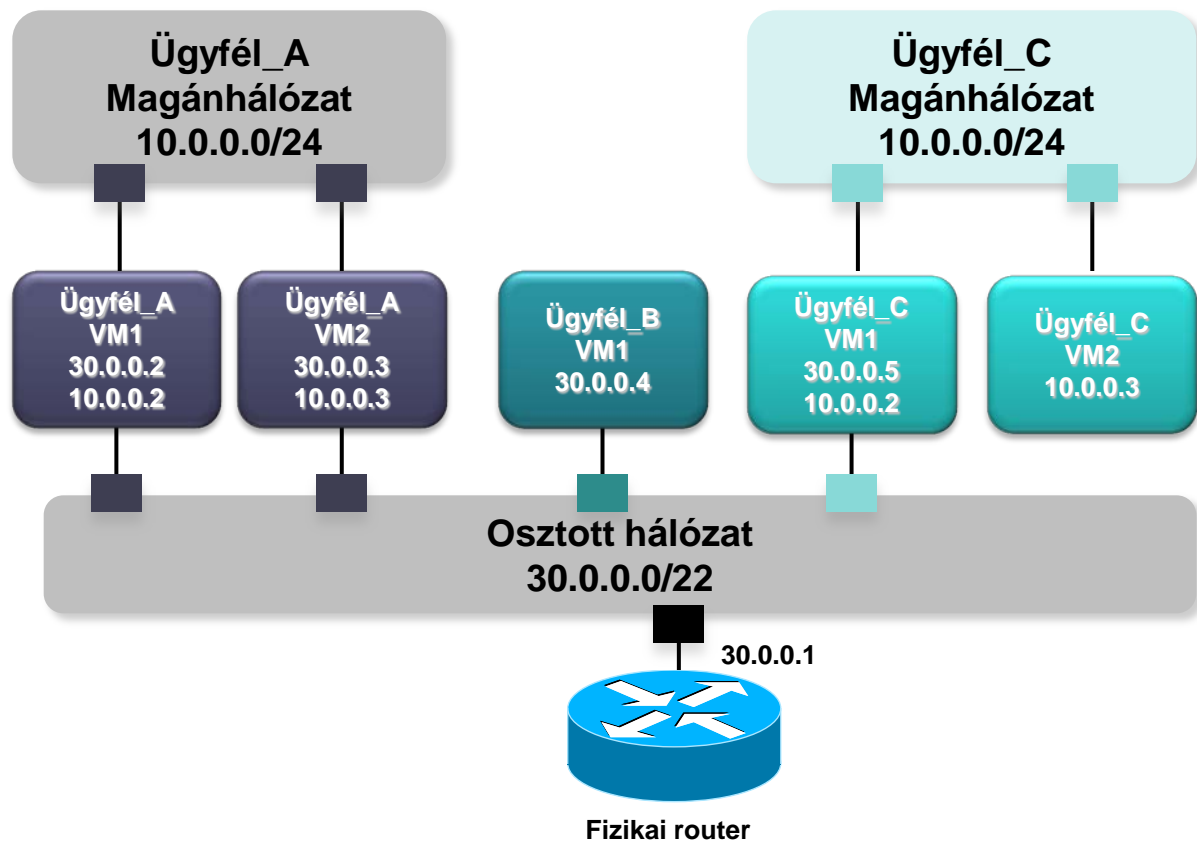 Ügyfél_A
Magánhálózat
10.0.0.0/24
Ügyfél_C
Magánhálózat
10.0.0.0/24
Ügyfél_A
VM1
30.0.0.2
10.0.0.2
Ügyfél_A
VM2
30.0.0.3
10.0.0.3
Ügyfél_B
VM1
30.0.0.4
Ügyfél_C
VM1
30.0.0.5
10.0.0.2
Ügyfél_C
VM2
10.0.0.3
Osztott hálózat
30.0.0.0/22
30.0.0.1
Fizikai router